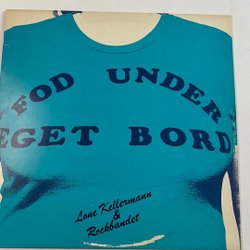 FOD UNDER
EGET BORD
Lone Kellermann
&
Rockbandet